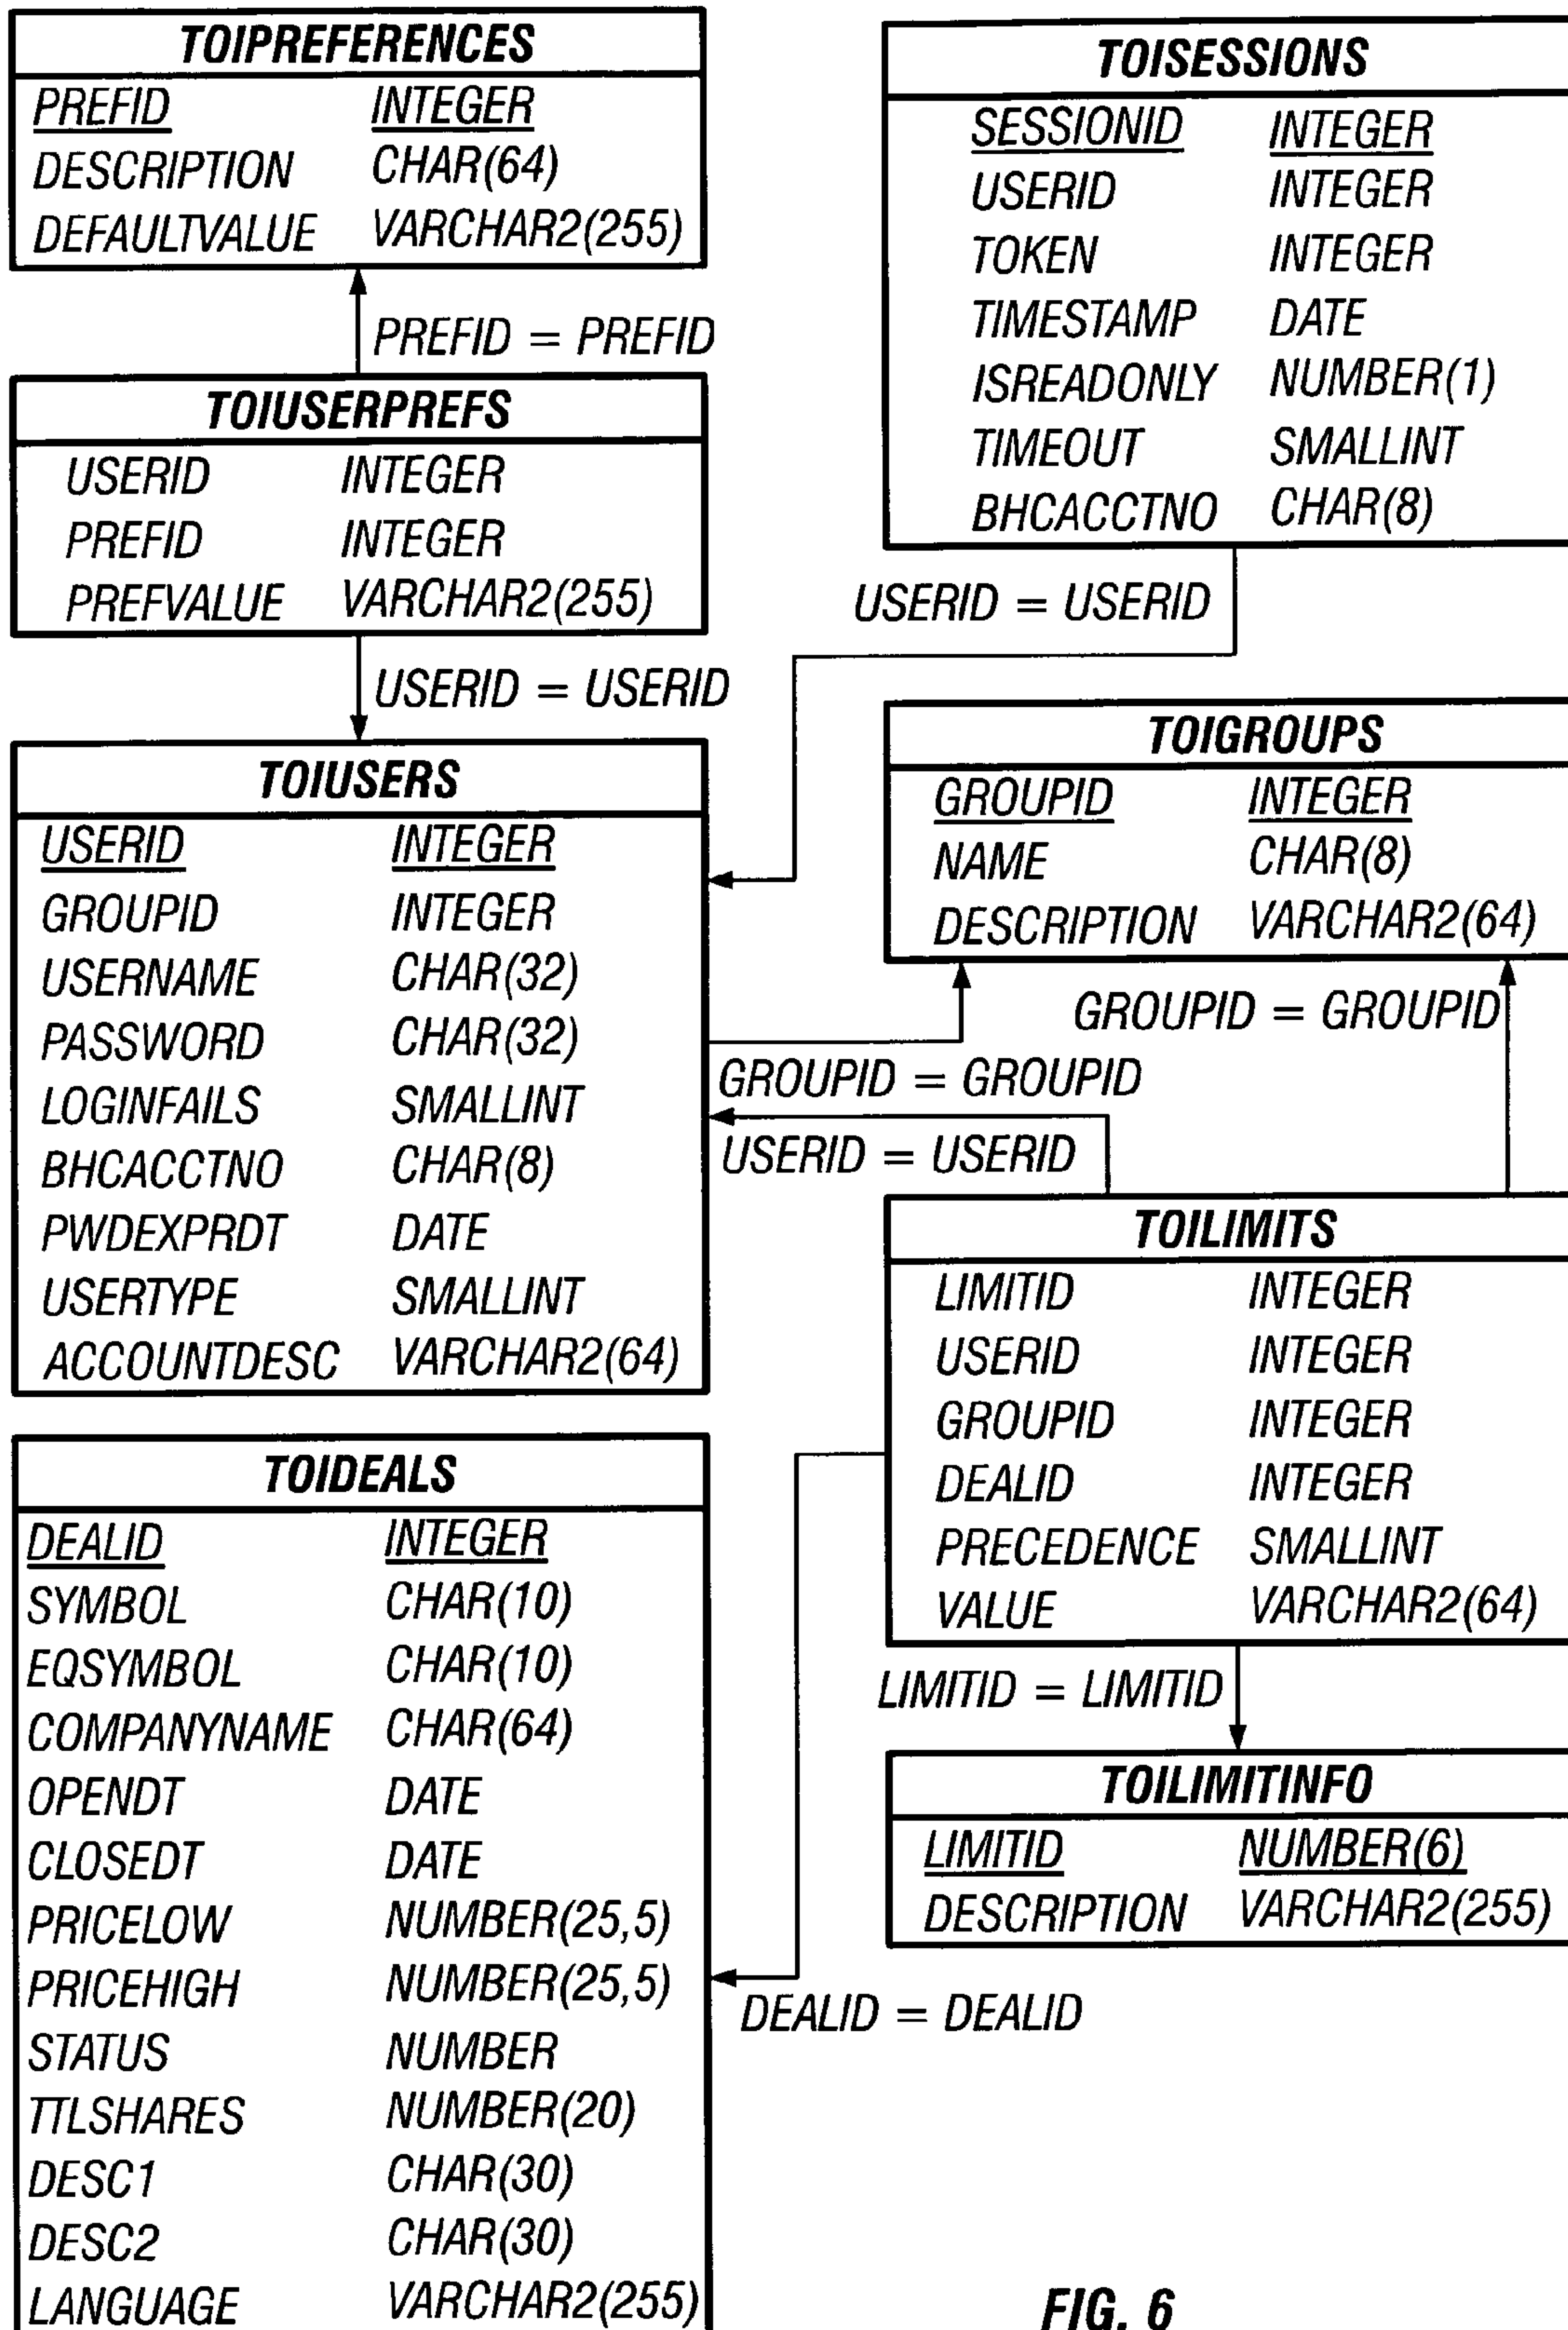 TOIPREFERENCES
PREFID INTEGER
DESCRIPTION CHAR(64)
DEFAULTVALUE VARCHAR2(255)
PREFID = PREFID
TOIUSERPREFS
USERID INTEGER
PREFID INTEGER
PREFVALUE VARCHAR2(255)
USERID = USERID
TOIUSERS
USERID INTEGER
GROUPID INTEGER
USERNAME CHAR(32)
PASSWORD CHAR(32)
LOGINFAILS SMALLINT
BHCACCTNO CHAR(8)
PWDEXPRDT DATE
USERTYPE SMALLINT
ACCOUNTDESC VARCHAR2(64)
TOIDEALS
DEALID INTEGER
SYMBOL CHAR(10)
EQSYMBOL CHAR(10)
COMPANYNAME CHAR(64)
OPENDT DATE
CLOSEDT DATE
PRICELOW NUMBER(25,5)
PRICEHIGH NUMBER(25,5)
STATUS NUMBER
TTLSHARES NUMBER(20)
DESC1 CHAR(30)
DESC2 CHAR(30)
LANGUAGE VARCHAR2(255)
TOISESSIONS
SESSIONID INTEGER
USERID INTEGER
TOKEN INTEGER
TIMESTAMP DATE
ISREADONLY NUMBER(1)
TIMEOUT SMALLINT
BHCACCTNO CHAR(8)
USERID = USERID
TOIGROUPS
GROUPID INTEGER
NAME CHAR(8)
DESCRIPTION VARCHAR2(64)
GROUPID = GROUPID
GROUPID = GROUPID
USERID = USERID
TOILIMITS
LIMITID INTEGER
USERID INTEGER
GROUPID INTEGER
DEALID INTEGER
PRECEDENCE SMALLINT
VALUE VARCHAR2(64)
LIMITID = LIMITID
TOILIMITINFO
LIMITID NUMBER(6)
DESCRIPTION VARCHAR2(255)
DEALID = DEALID
FIG. 6